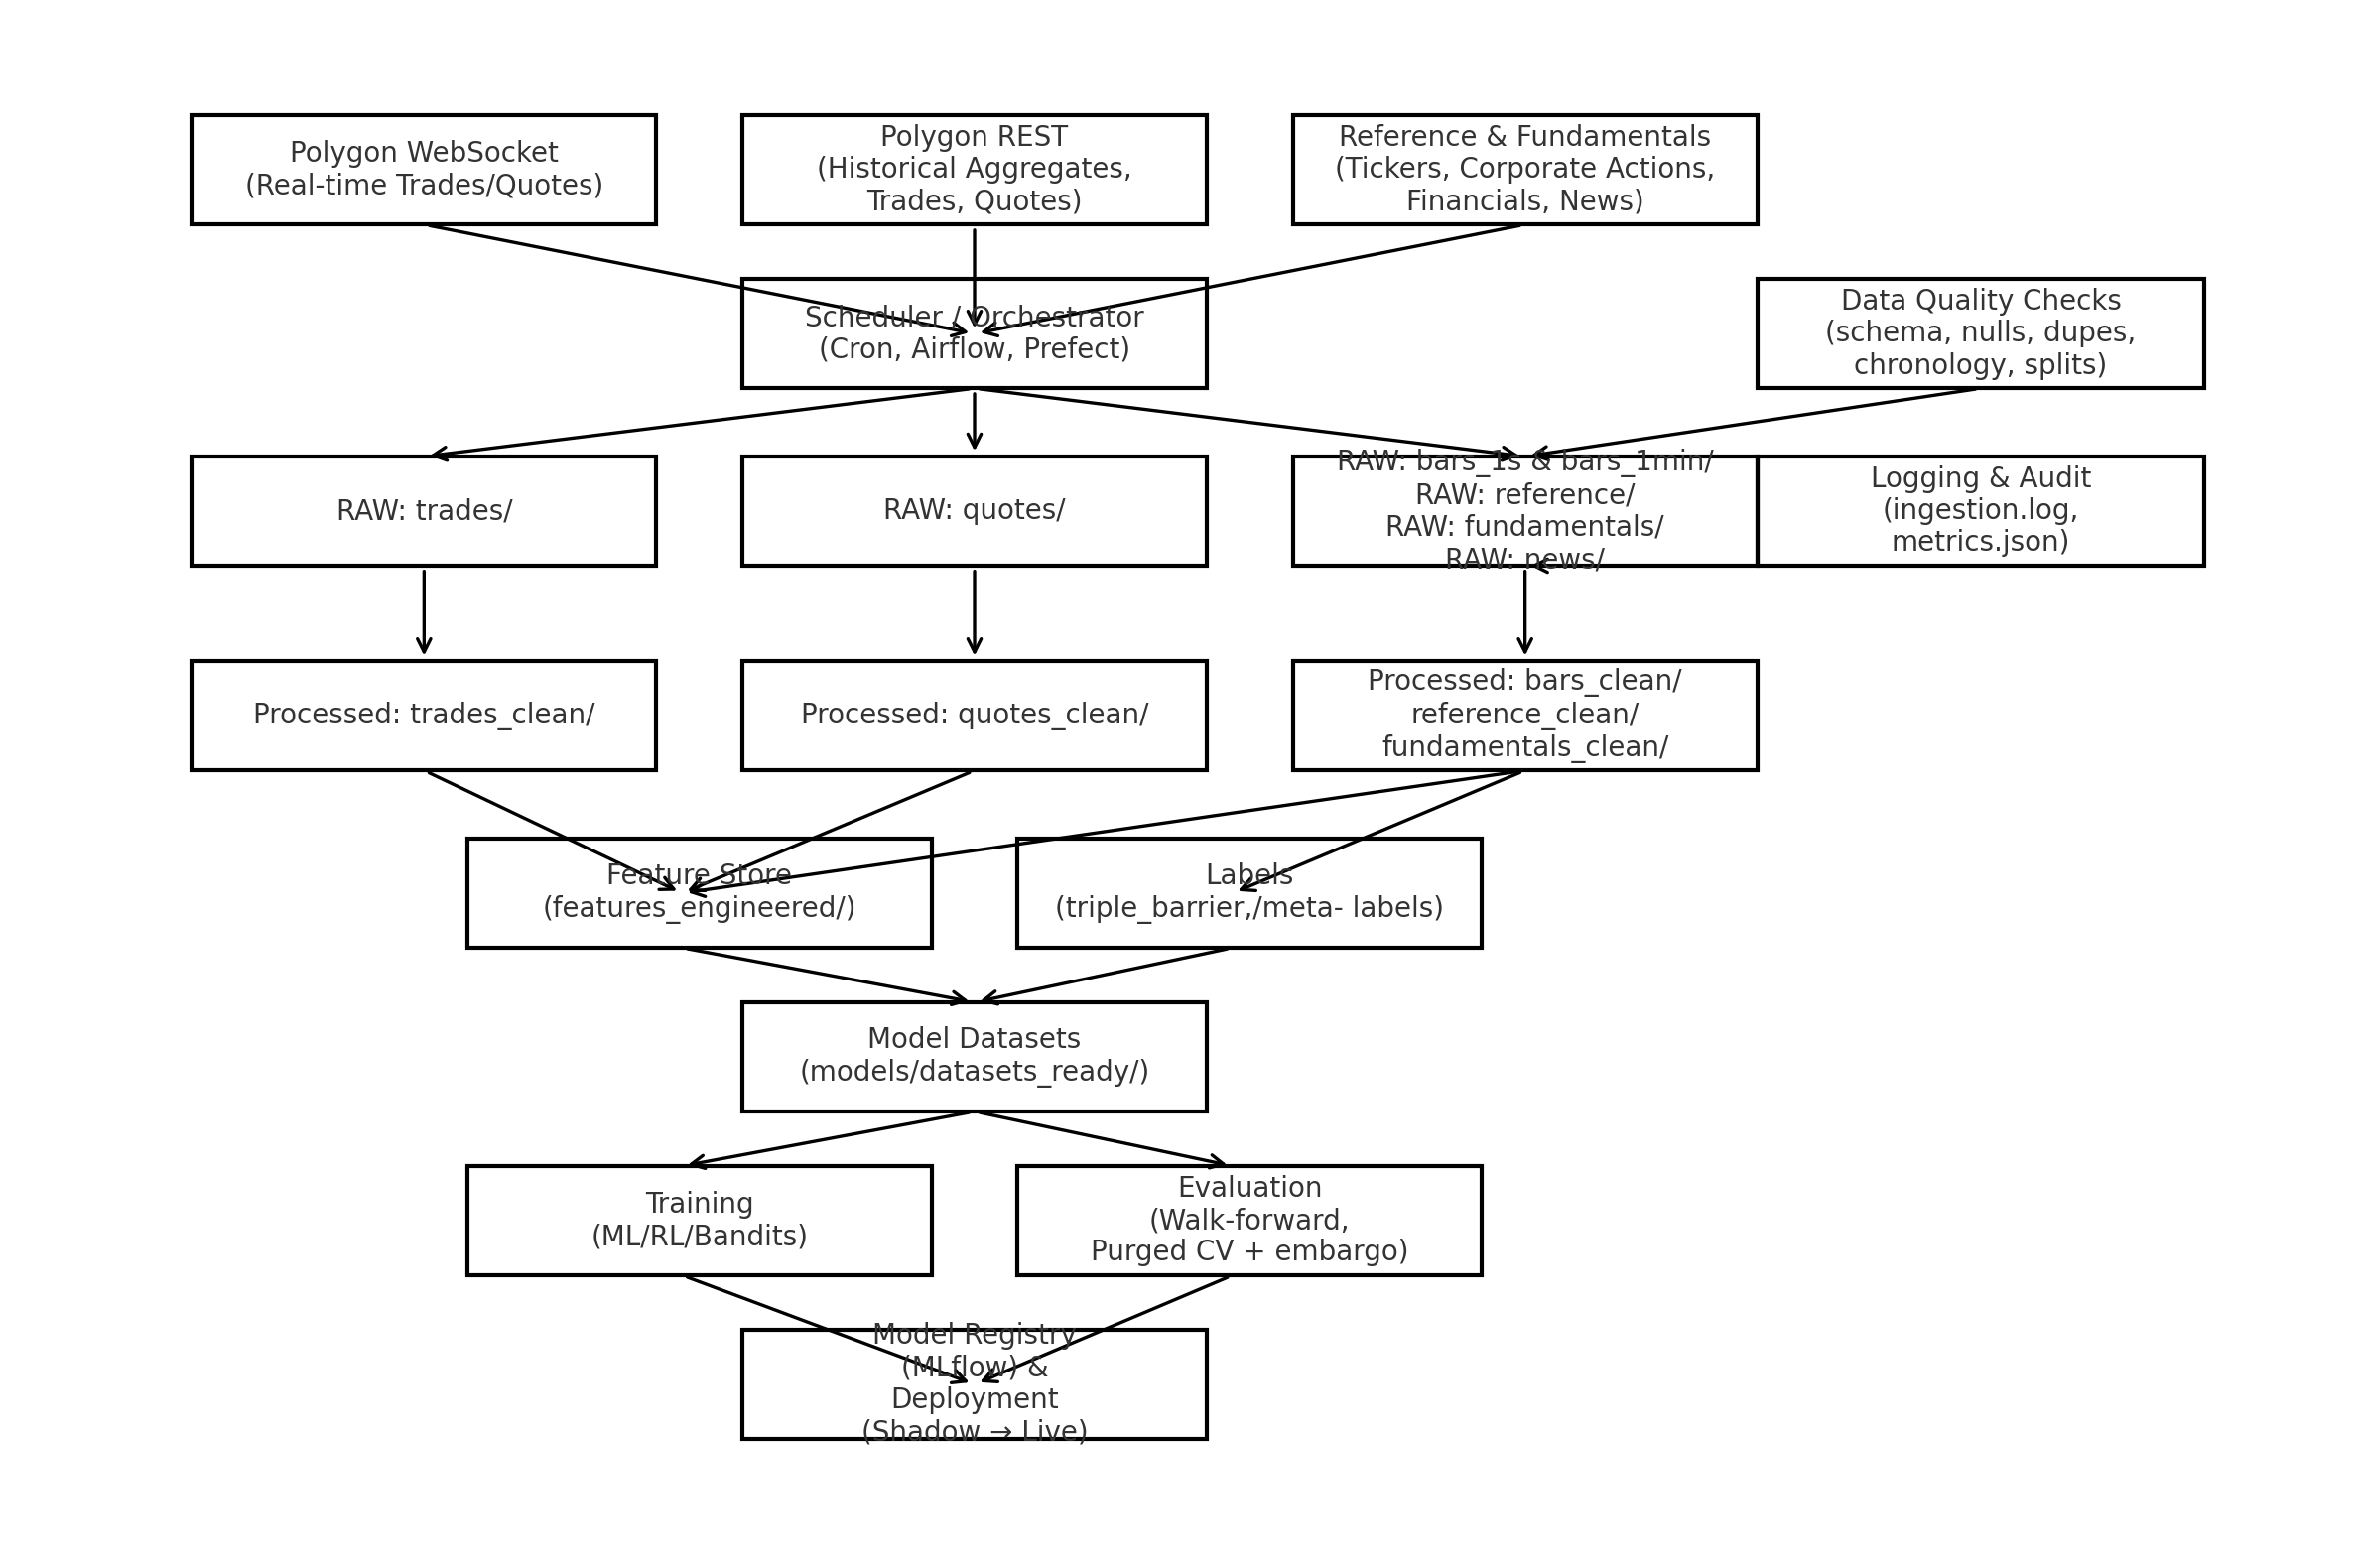 Polygon WebSocket
(Real-time Trades/Quotes)
Polygon REST
(Historical Aggregates,
Trades, Quotes)
Reference & Fundamentals
(Tickers, Corporate Actions,
Financials, News)
Scheduler / Orchestrator
(Cron, Airflow, Prefect)
Data Quality Checks
(schema, nulls, dupes,
chronology, splits)
RAW: trades/
RAW: quotes/
RAW: bars_1s & bars_1min/
RAW: reference/
RAW: fundamentals/
RAW: news/
Logging & Audit
(ingestion.log,
metrics.json)
Processed: trades_clean/
Processed: quotes_clean/
Processed: bars_clean/
reference_clean/
fundamentals_clean/
Feature Store
(features_engineered/)
Labels
(triple_barrier,/meta- labels)
Model Datasets
(models/datasets_ready/)
Training
(ML/RL/Bandits)
Evaluation
(Walk-forward,
Purged CV + embargo)
Model Registry
(MLflow) &
Deployment
(Shadow → Live)